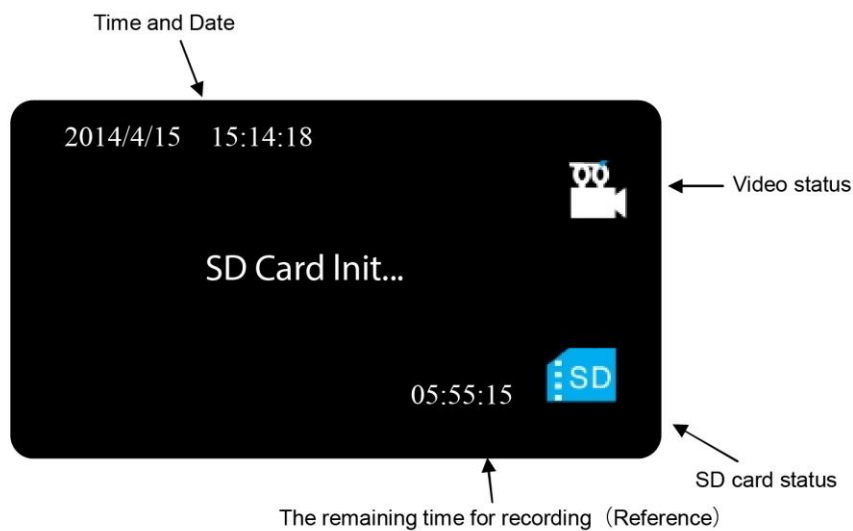 Time and Date
2014/4/15 15:14:18
Video status
SD Card Init...
05:55:15
SD
SD card status
The remaining time for recording（Reference）